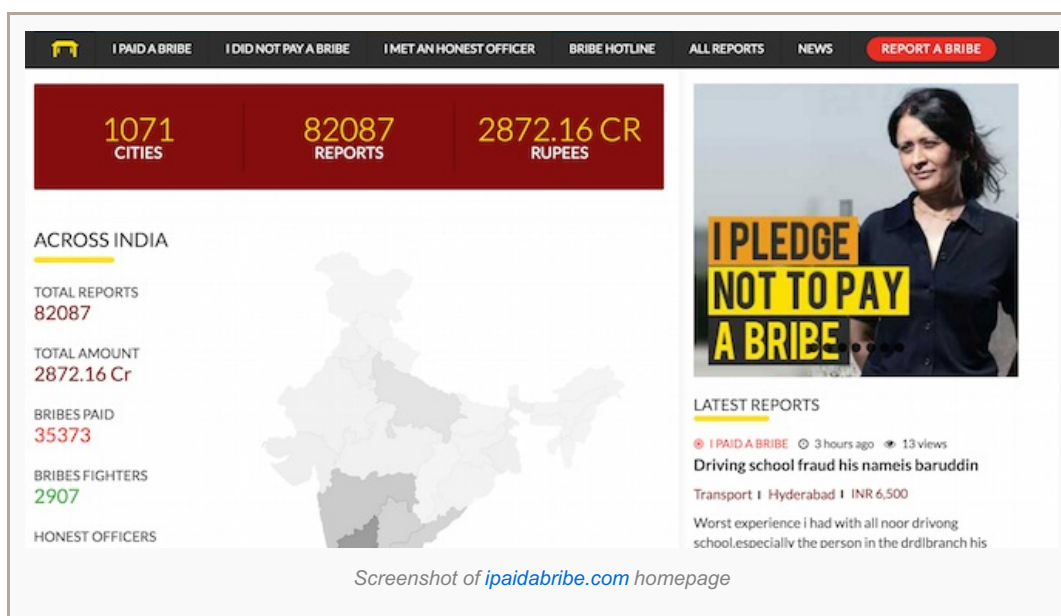 I PAID A BRIBE I DID NOT PAY A BRIBE I MET AN HONEST OFFICER BRIBE HOTLINE ALL REPORTS NEWS REPORT A BRIBE
1071 82087 2872.16 CR
CITIES REPORTS RUPEES
ACROSS INDIA
TOTAL REPORTS
82087
TOTAL AMOUNT
2872.16 Cr
BRIBES PAID
35373
BRIBES FIGHTERS
2907
HONEST OFFICERS
I PLEDGE
NOT TO PAY
A BRIBE
LATEST REPORTS
I PAID A BRIBE 3 hours ago 13 views
Driving school fraud his nameis baruddin
Transport I Hyderabad I INR 6,500
Worst experience i had with all noor drivong
school,especially the person in the drdlbranch his
Screenshot of ipaidabribe.com homepage